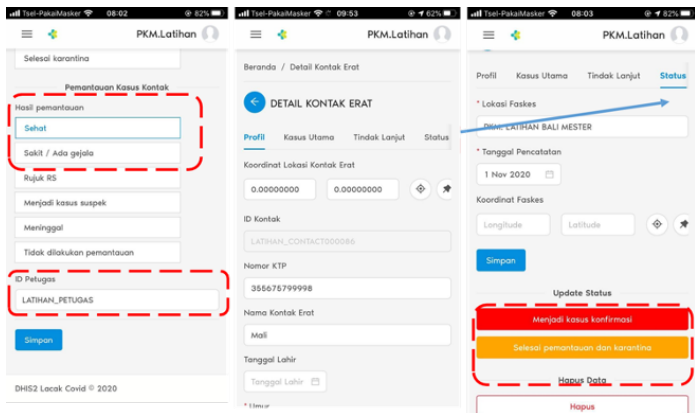 Tsel-PakaiMasker 08:02 82%
PKM.Latihan
Selesai karantina
Pemantauan Kasus Kontak
Hasil pemantauan
Sehat
Sakit / Ada gejala
Rujuk RS
Menjadi kasus suspek
Meninggal
Tidak dilakukan pemantauan
ID Petugas
LATIHAN_PETUGAS
Simpan
DHIS2 Lacak Covid © 2020
Tsel-PakaiMasker 09:53 62%
PKM.Latihan
Beranda / Detail Kontak Erat
DETAIL KONTAK ERAT
Profil Kasus Utama Tindak Lanjut Status
Koordinat Lokasi Kontak Erat
0.00000000 0.00000000
ID Kontak
LATIHAN_CONTACT000086
Nomor KTP
355675799998
Nama Kontak Erat
Mali
Tanggal Lahir
Tanggal Lahir
* Umur
Tsel-PakaiMasker 08:03 82%
PKM.Latihan
Profil Kasus Utama Tindak Lanjut Status
* Lokasi Faskes
PKM. LATIHAN BALI MESTER
* Tanggal Pencatatan
1 Nov 2020
Koordinat Faskes
Longitude Latitude
Simpan
Update Status
Menjadi kasus konfirmasi
Selesai pemantauan dan karantina
Hapus Data
Hapus